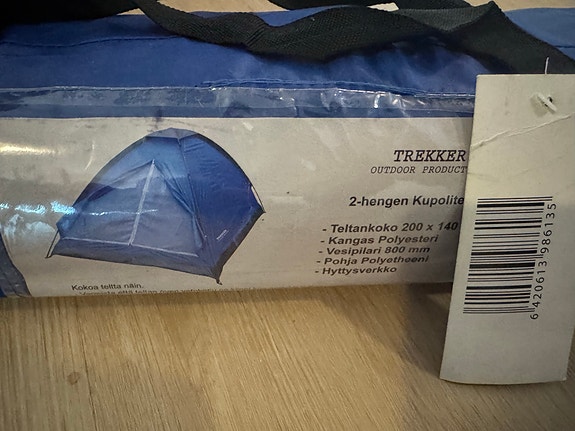 TREKKER
OUTDOOR PRODUCT
2-hengen Kupolite
- Teltankoko 200 x 140
- Kangas Polyesteri
- Vesipilari 800 mm
- Pohja Polyetheeni
- Hyttysverkko
Kokoa teltta näin.
6 420613 986135